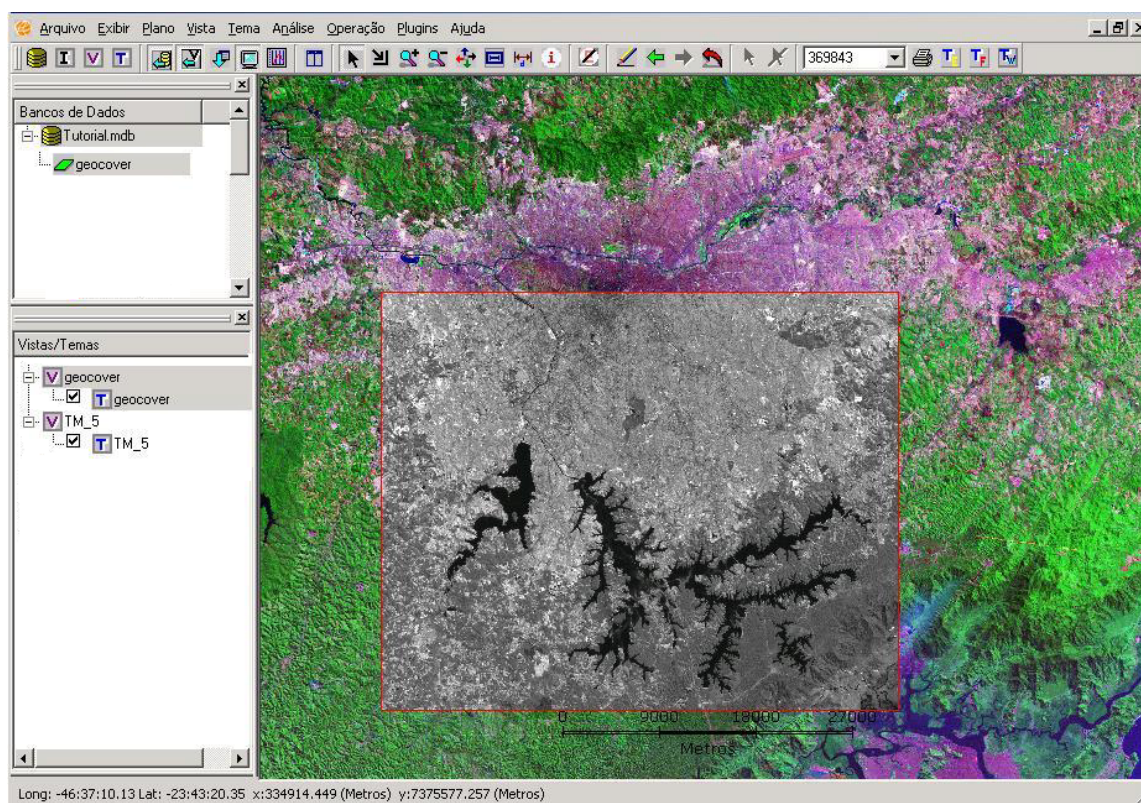 Arquivo Exibir Plano Vista Tema Análise Operação Plugins Ajuda
I V T 369843
Bancos de Dados
Tutorial.mdb
geocover
Vistas/Temas
V geocover
T geocover
V TM_5
T TM_5
0 9000 18000 27000
Metros
Long: -46:37:10.13 Lat: -23:43:20.35 x:334914.449 (Metros) y:7375577.257 (Metros)